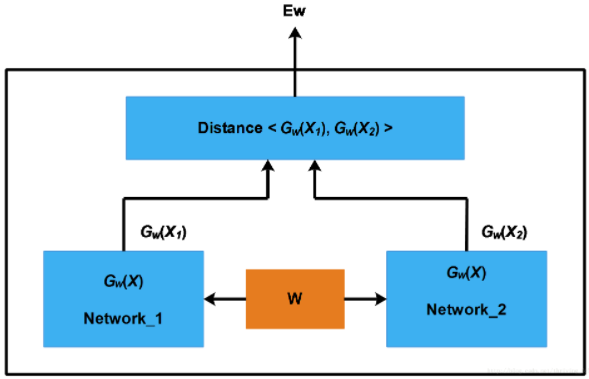 Ew
Distance < Gw(X1), Gw(X2) >
Gw(X1)
Gw(X2)
Gw(X)
Network_1
W
Gw(X)
Network_2